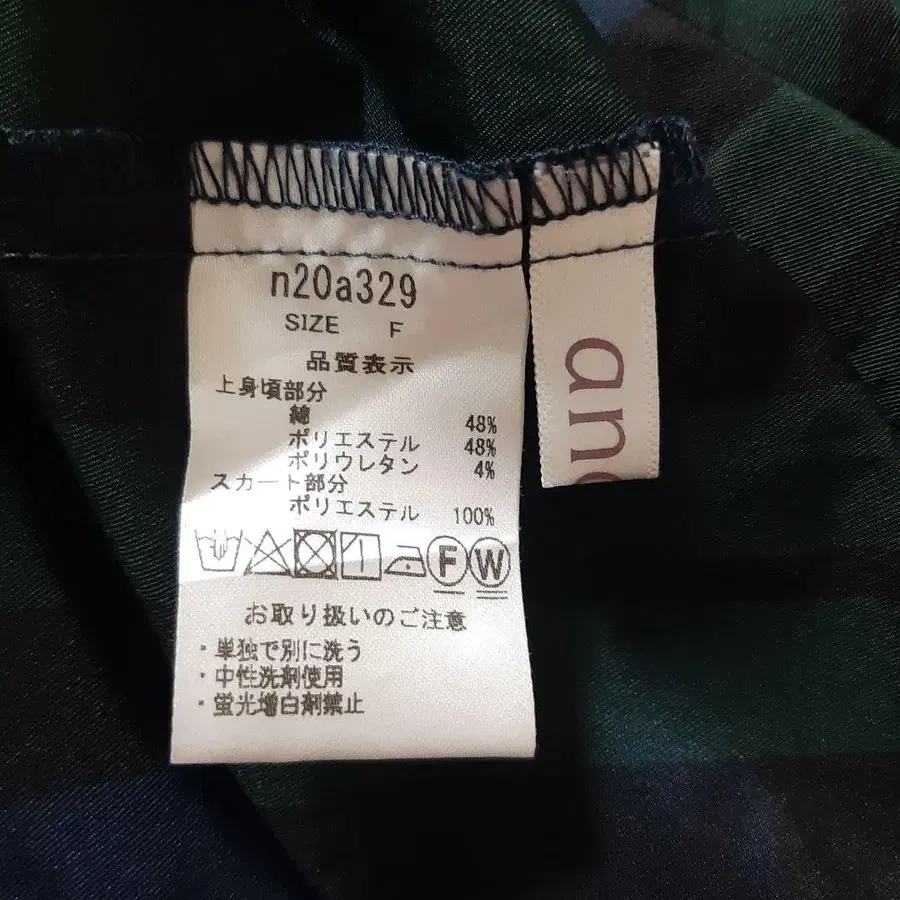 n20a329
SIZE F
品質表示
上身頃部分
綿 48%
ポリエステル 48%
ポリウレタン 4%
スカート部分
ポリエステル 100%
F W
お取り扱いのご注意
・単独で別に洗う
・中性洗剤使用
・蛍光増白剤禁止
an